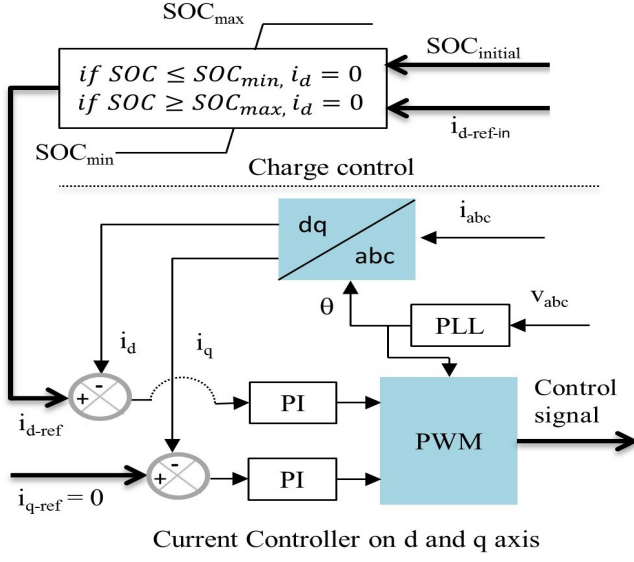 SOCmax
if SOC ≤ SOCmin, id = 0
if SOC ≥ SOCmax, id = 0
SOCinitial
id-ref-in
SOCmin
Charge control
dq
abc
iabc
θ
PLL
vabc
id
iq
- 
+
id-ref
PI
PWM
Control
signal
-
+
iq-ref = 0
PI
Current Controller on d and q axis